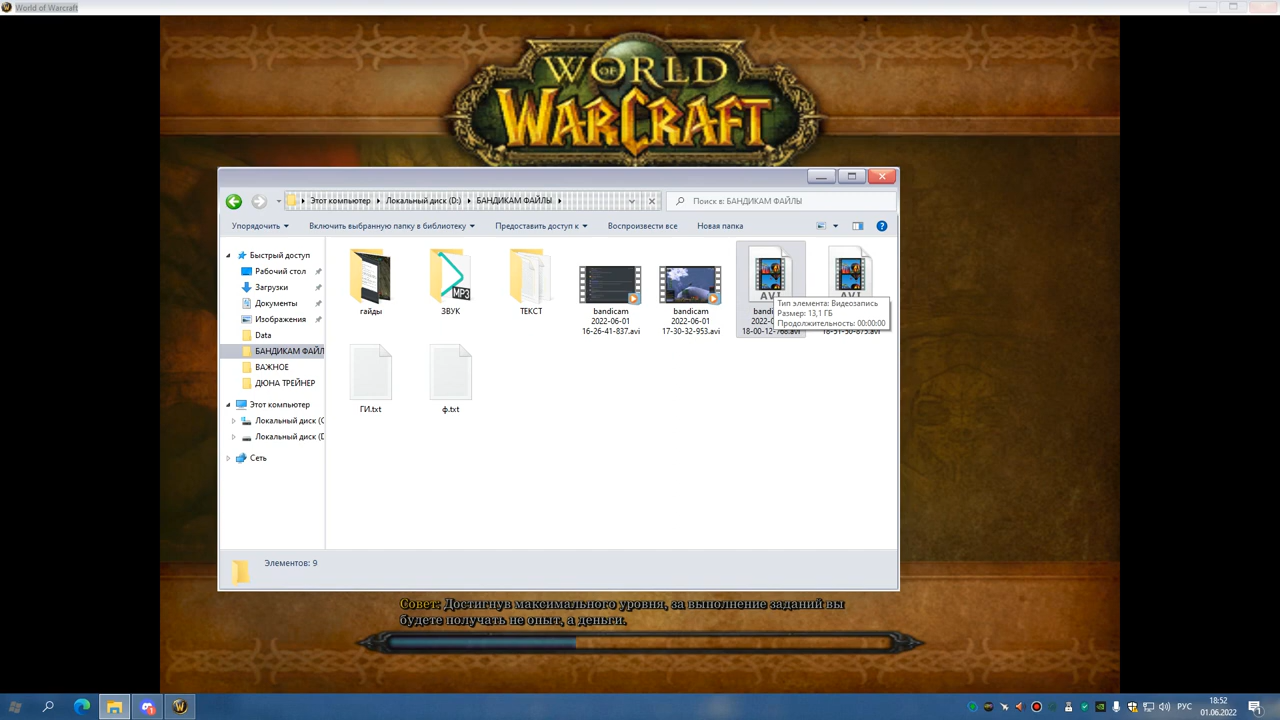 World of Warcraft
WORLD
OF
WARCRAFT
Этот компьютер
Локальный диск (D:)
БАНДИКАМ ФАЙЛЫ
Поиск в: БАНДИКАМ ФАЙЛЫ
Упорядочить
Включить выбранную папку в библиотеку
Предоставить доступ к
Воспроизвести все
Новая папка
Быстрый доступ
Рабочий стол
Загрузки
Документы
Изображения
Data
БАНДИКАМ ФАЙЛ
ВАЖНОЕ
ДЮНА ТРЕЙНЕР
Этот компьютер
Локальный диск (C
Локальный диск (D
Сеть
гайды
MP3
ЗВУК
ТЕКСТ
bandicam
2022-06-01
16-26-41-837.avi
bandicam
2022-06-01
17-30-32-953.avi
AVI
AVI
Тип элемента: Видеозапись
Размер: 13,1 ГБ
Продолжительность: 00:00:00
ГИ.txt
ф.txt
Элементов: 9
Совет: Достигнув максимального уровня, за выполнение заданий вы
будете получать не опыт, а деньги.
РУС
18:52
01.06.2022